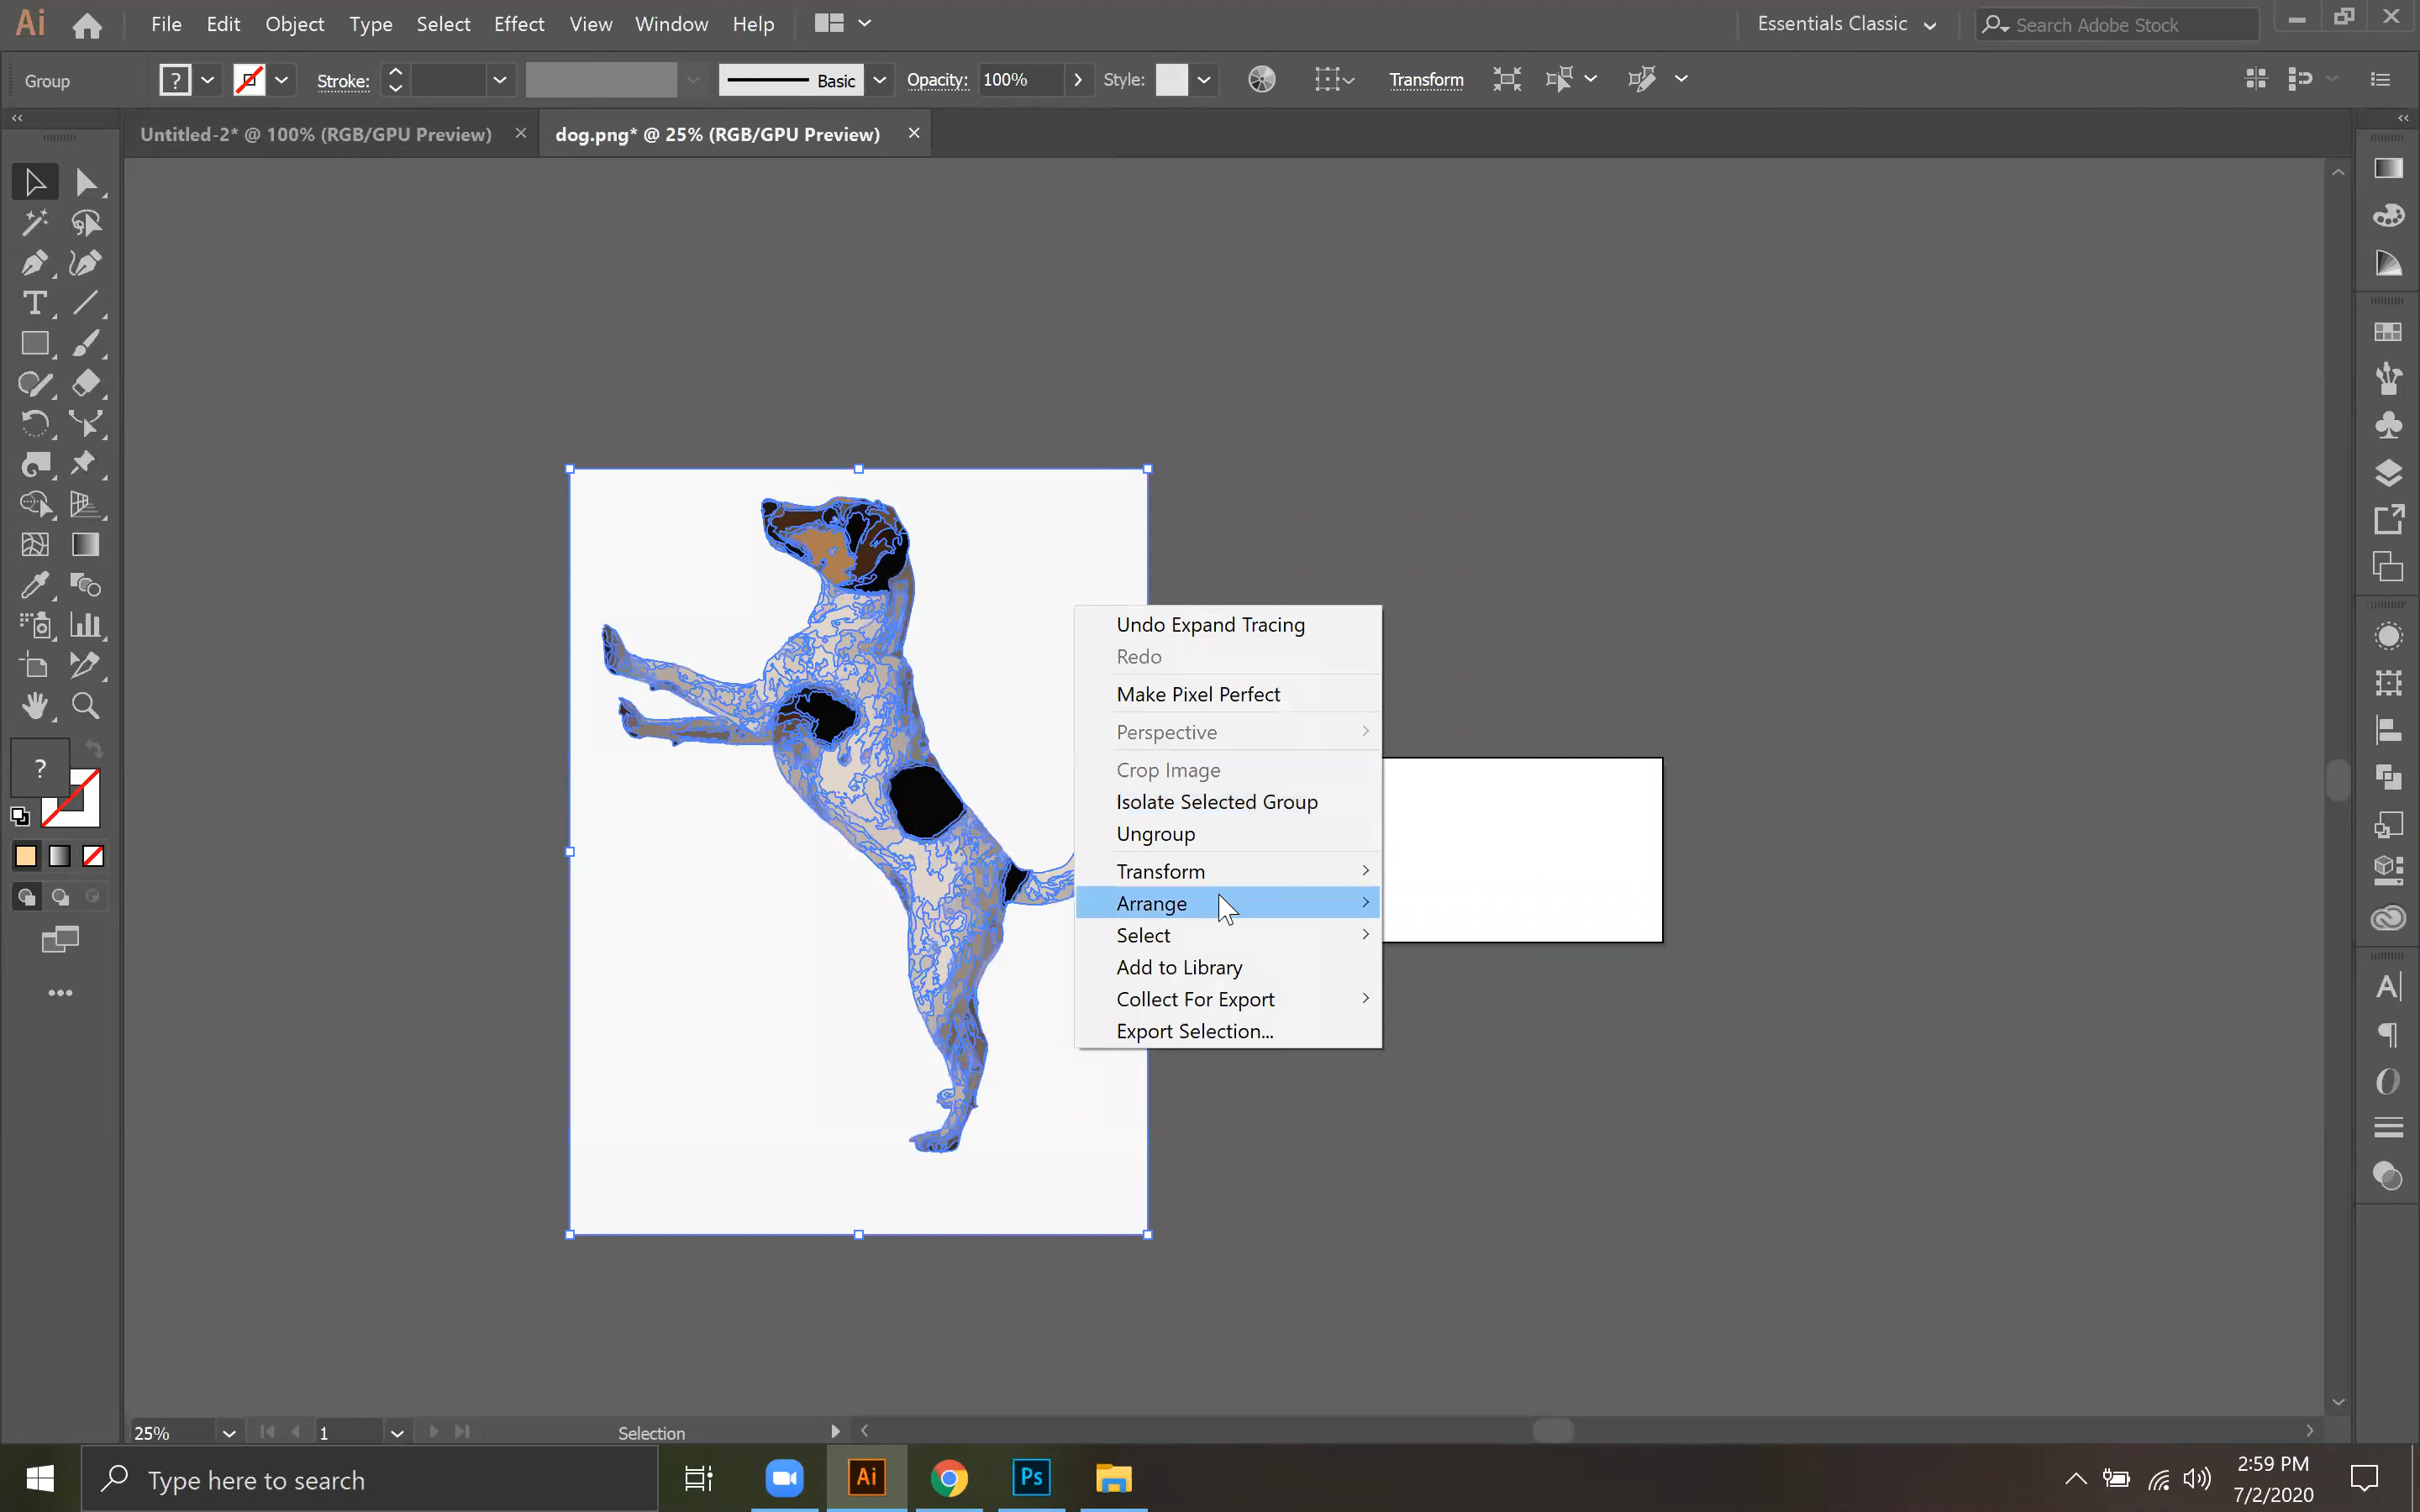 Ai File Edit Object Type Select Effect View Window Help Essentials Classic Search Adobe Stock
Group ? Stroke: Basic Opacity: 100% Style: Transform
Untitled-2* @ 100% (RGB/GPU Preview) × dog.png* @ 25% (RGB/GPU Preview) ×
Undo Expand Tracing
Redo
Make Pixel Perfect
Perspective
Crop Image
Isolate Selected Group
Ungroup
Transform
Arrange
Select
Add to Library
Collect For Export
Export Selection...
?
25% 1 Selection
Type here to search Ai Ps 2:59 PM
7/2/2020